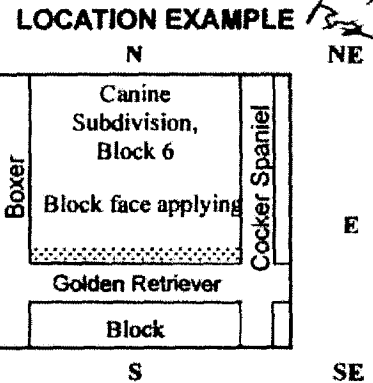 LOCATION EXAMPLE
N
NE
Canine
Subdivision,
Block 6
Block face applying
Boxer
Cocker Spaniel
E
Golden Retriever
Block
S
SE